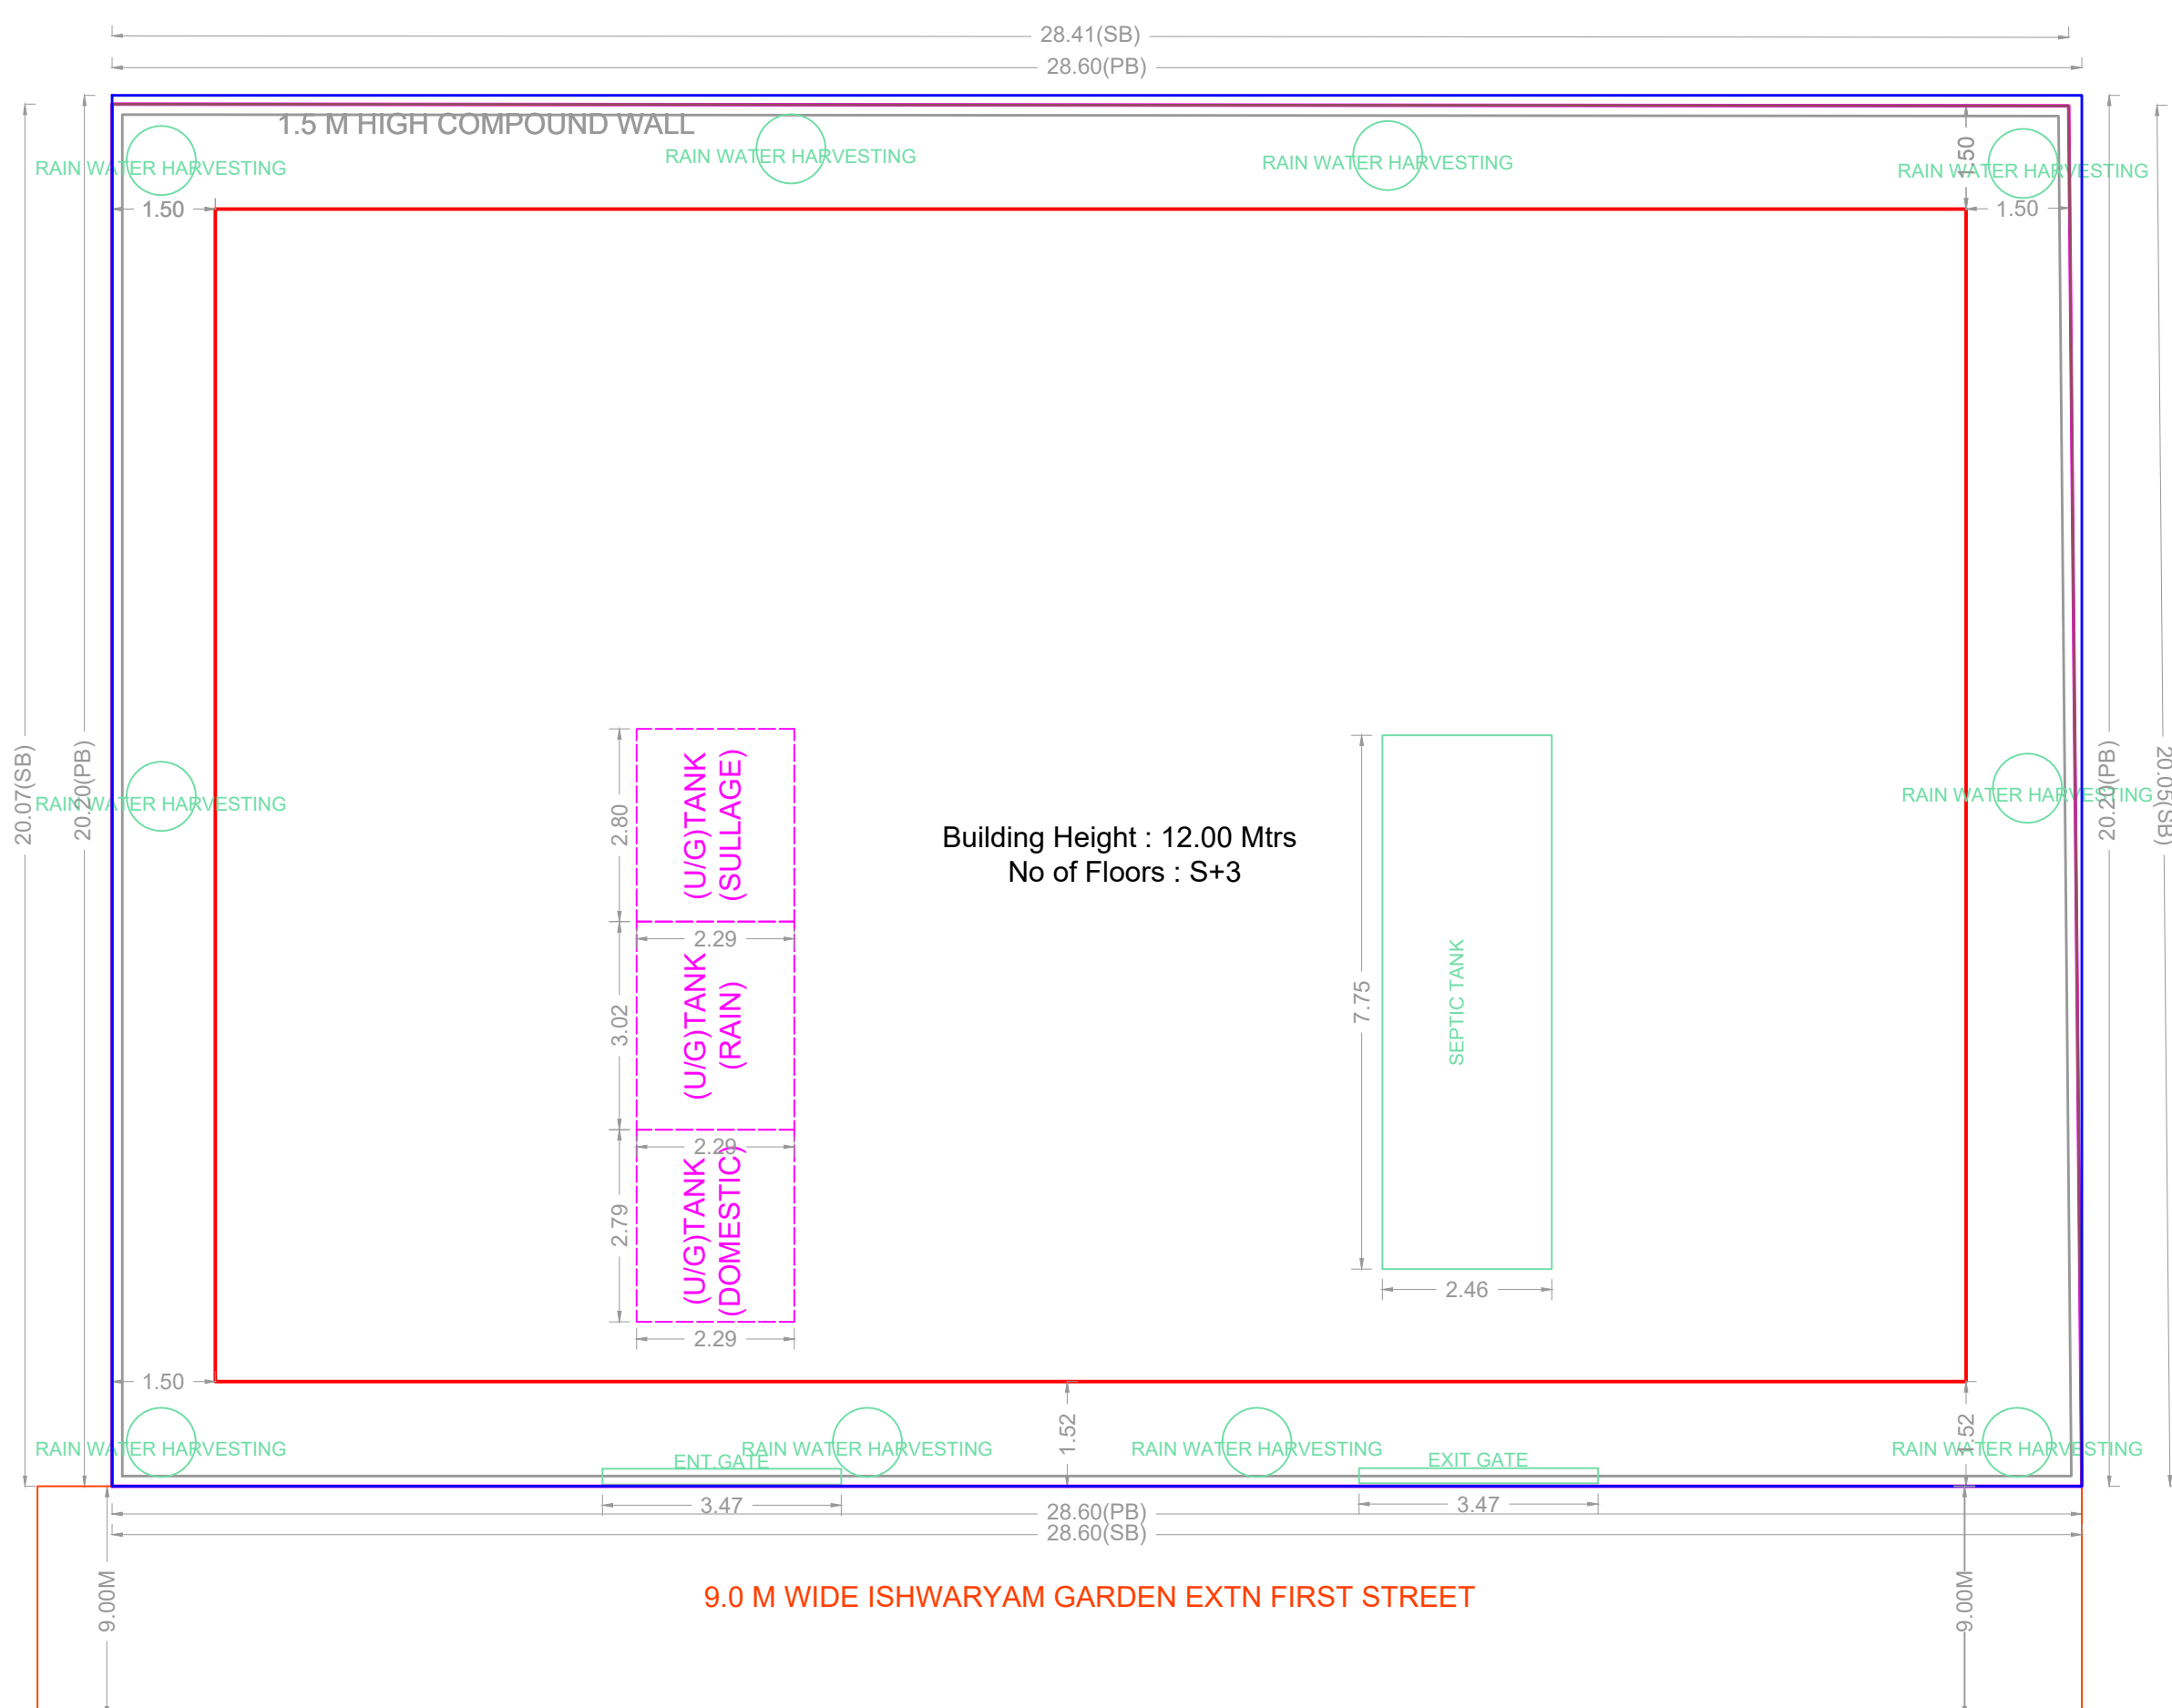 28.41(SB)
28.60(PB)
1.5 M HIGH COMPOUND WALL
RAIN WATER HARVESTING
RAIN WATER HARVESTING
RAIN WATER HARVESTING
RAIN WATER HARVESTING
1.50
1.50
1.50
20.07(SB)
20.20(PB)
RAIN WATER HARVESTING
2.80
(U/G)TANK
(SULLAGE)
2.29
3.02
(U/G)TANK
(RAIN)
2.29
2.79
(U/G)TANK
(DOMESTIC)
2.29
Building Height : 12.00 Mtrs
No of Floors : S+3
7.75
SEPTIC TANK
2.46
RAIN WATER HARVESTING
20.20(PB)
20.05(SB)
1.50
1.52
1.52
RAIN WATER HARVESTING
RAIN WATER HARVESTING
RAIN WATER HARVESTING
RAIN WATER HARVESTING
ENT.GATE
EXIT GATE
3.47
3.47
28.60(PB)
28.60(SB)
9.00M
9.0 M WIDE ISHWARYAM GARDEN EXTN FIRST STREET
9.00M